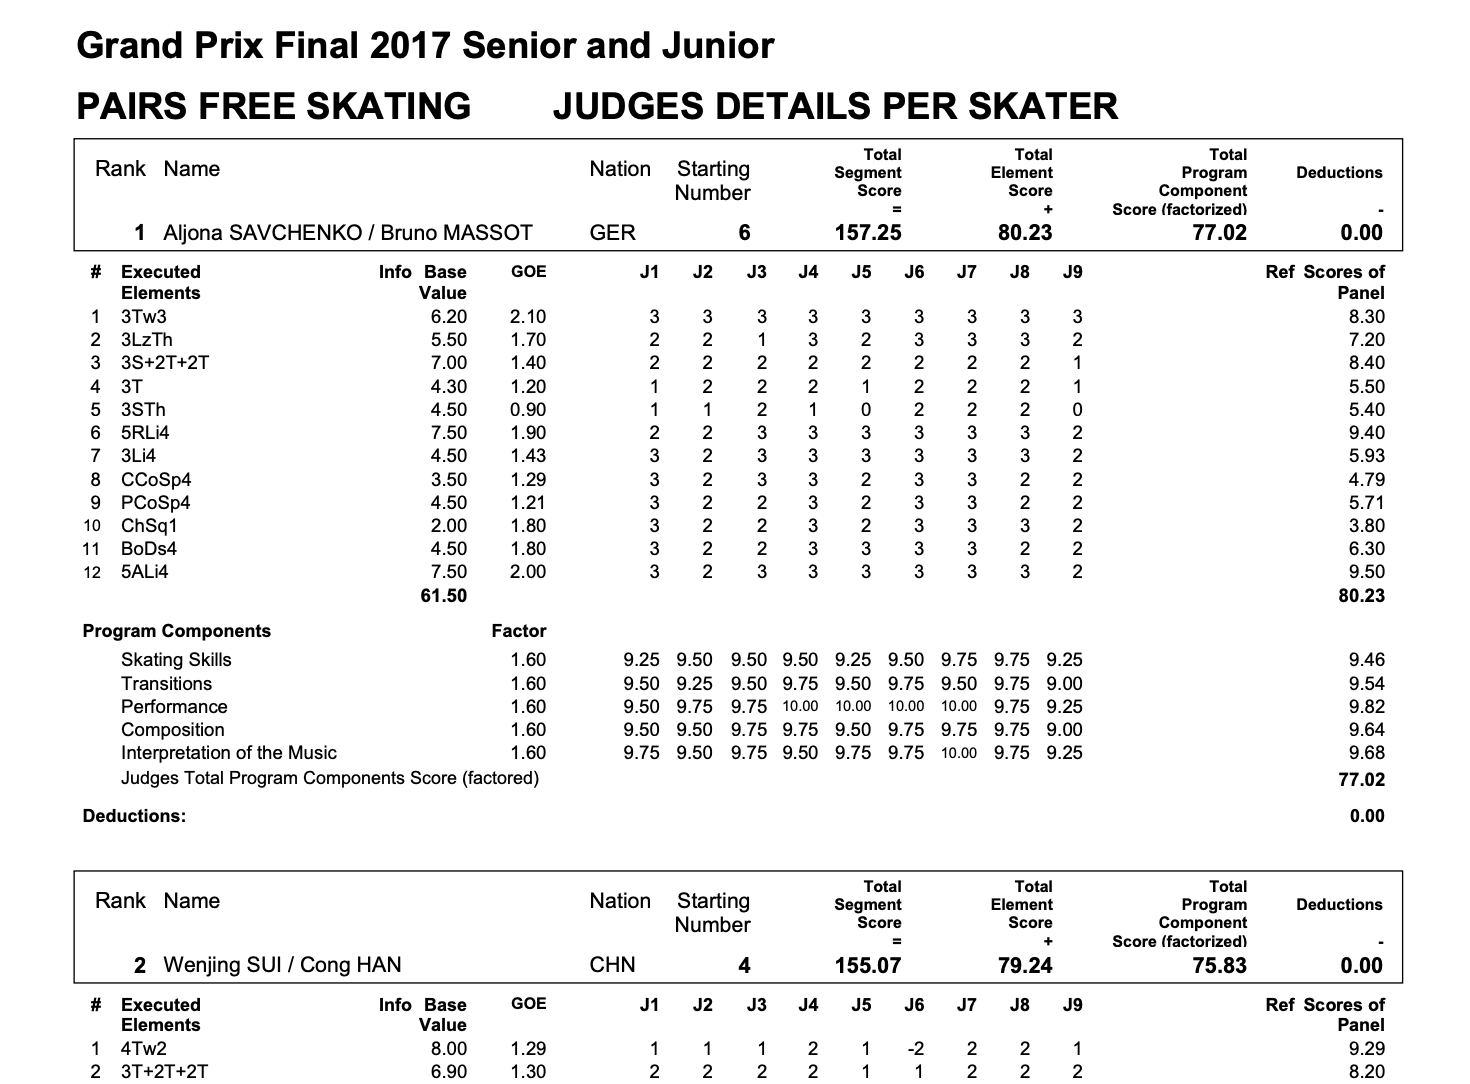 Grand Prix Final 2017 Senior and Junior
PAIRS FREE SKATING JUDGES DETAILS PER SKATER
Rank Name Nation Starting Number Total Segment Score = Total Element Score + Total Program Component Score (factorized) Deductions -
1 Aljona SAVCHENKO / Bruno MASSOT GER 6 157.25 80.23 77.02 0.00
# Executed Elements Info Base Value GOE J1 J2 J3 J4 J5 J6 J7 J8 J9 Ref Scores of Panel
1 3Tw3 6.20 2.10 3 3 3 3 3 3 3 3 3 8.30
2 3LzTh 5.50 1.70 2 2 1 3 2 3 3 3 2 7.20
3 3S+2T+2T 7.00 1.40 2 2 2 2 2 2 2 2 1 8.40
4 3T 4.30 1.20 1 2 2 2 1 2 2 2 1 5.50
5 3STh 4.50 0.90 1 1 2 1 0 2 2 2 0 5.40
6 5RLi4 7.50 1.90 2 2 3 3 3 3 3 3 2 9.40
7 3Li4 4.50 1.43 3 2 3 3 3 3 3 3 2 5.93
8 CCoSp4 3.50 1.29 3 2 3 3 2 3 3 2 2 4.79
9 PCoSp4 4.50 1.21 3 2 2 3 2 3 3 2 2 5.71
10 ChSq1 2.00 1.80 3 2 2 3 2 3 3 3 2 3.80
11 BoDs4 4.50 1.80 3 2 2 3 3 3 3 2 2 6.30
12 5ALi4 7.50 2.00 3 2 3 3 3 3 3 3 2 9.50
61.50 80.23
Program Components Factor
Skating Skills 1.60 9.25 9.50 9.50 9.50 9.25 9.50 9.75 9.75 9.25 9.46
Transitions 1.60 9.50 9.25 9.50 9.75 9.50 9.75 9.50 9.75 9.00 9.54
Performance 1.60 9.50 9.75 9.75 10.00 10.00 10.00 10.00 9.75 9.25 9.82
Composition 1.60 9.50 9.50 9.75 9.75 9.50 9.75 9.75 9.75 9.00 9.64
Interpretation of the Music 1.60 9.75 9.50 9.75 9.50 9.75 9.75 10.00 9.75 9.25 9.68
Judges Total Program Components Score (factored) 77.02
Deductions: 0.00
Rank Name Nation Starting Number Total Segment Score = Total Element Score + Total Program Component Score (factorized) Deductions -
2 Wenjing SUI / Cong HAN CHN 4 155.07 79.24 75.83 0.00
# Executed Elements Info Base Value GOE J1 J2 J3 J4 J5 J6 J7 J8 J9 Ref Scores of Panel
1 4Tw2 8.00 1.29 1 1 1 2 1 -2 2 2 1 9.29
2 3T+2T+2T 6.90 1.30 2 2 2 2 1 1 2 2 2 8.20